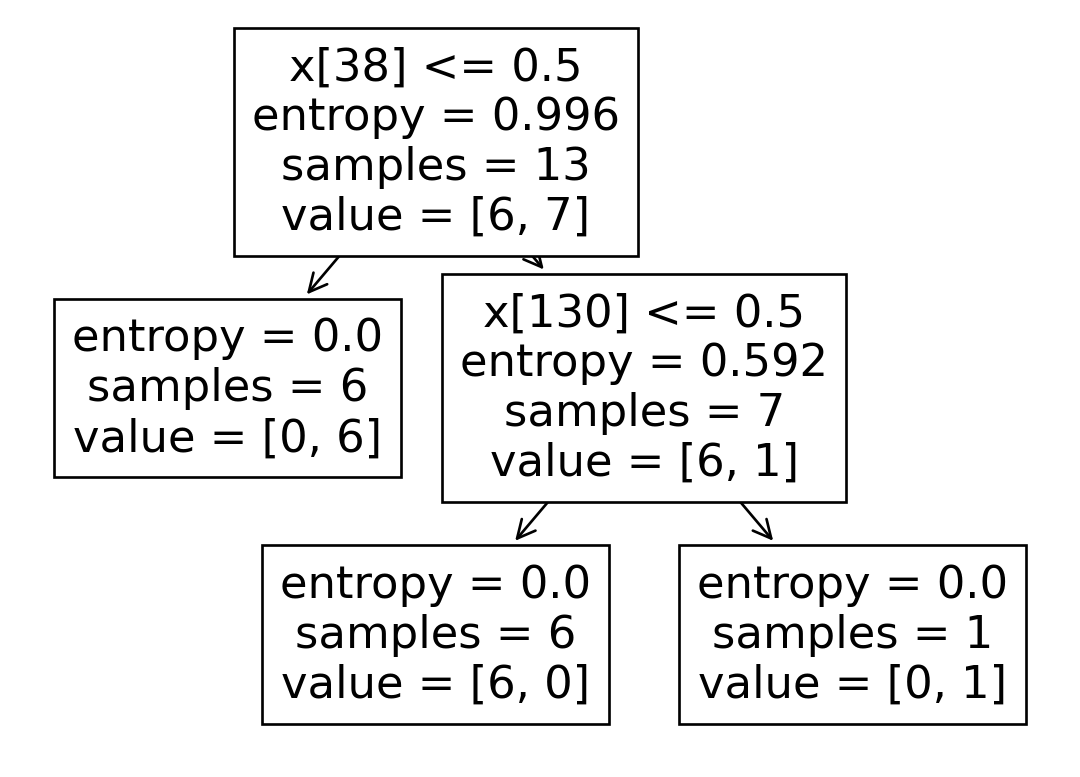 x[38] <= 0.5
entropy = 0.996
samples = 13
value = [6, 7]
entropy = 0.0
samples = 6
value = [0, 6]
x[130] <= 0.5
entropy = 0.592
samples = 7
value = [6, 1]
entropy = 0.0
samples = 6
value = [6, 0]
entropy = 0.0
samples = 1
value = [0, 1]